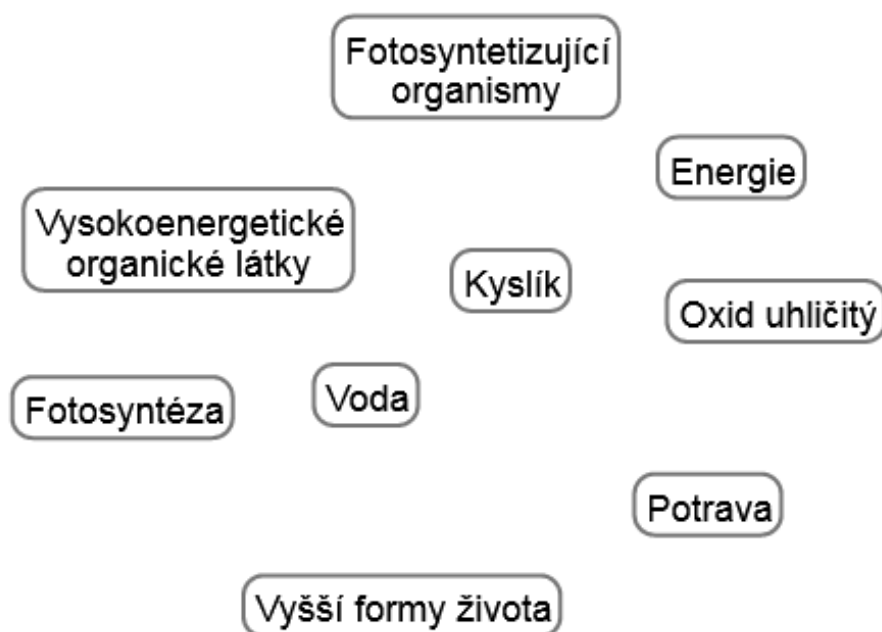 Fotosyntetizující
organismy
Energie
Vysokoenergetické
organické látky
Kyslík
Oxid uhličitý
Fotosyntéza
Voda
Potrava
Vyšší formy života